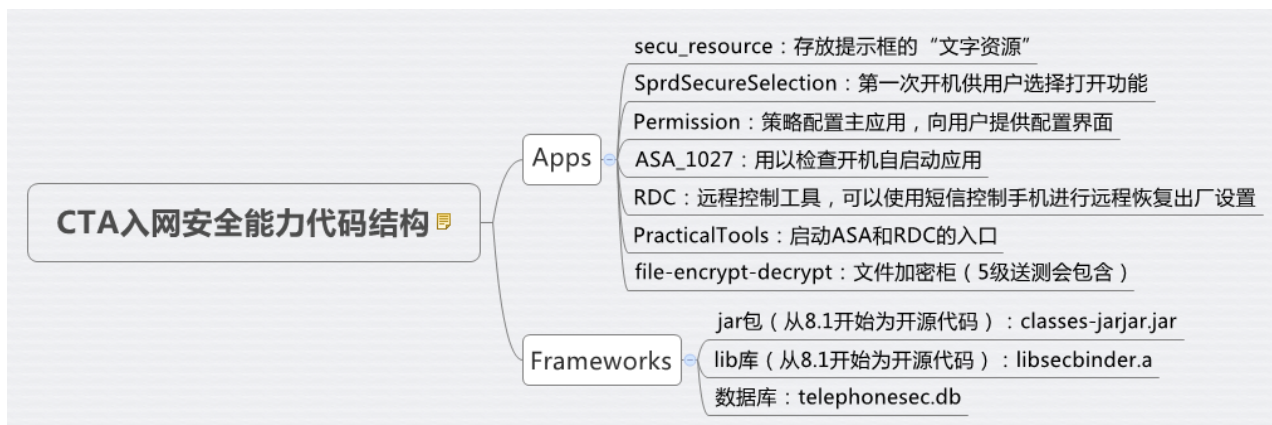 CTA入网安全能力代码结构
Apps
secu_resource：存放提示框的“文字资源”
SprdSecureSelection：第一次开机供用户选择打开功能
Permission：策略配置主应用，向用户提供配置界面
ASA_1027：用以检查开机自启动应用
RDC：远程控制工具，可以使用短信控制手机进行远程恢复出厂设置
PracticalTools：启动ASA和RDC的入口
file-encrypt-decrypt：文件加密柜（5级送测会包含）
Frameworks
jar包（从8.1开始为开源代码）：classes-jarjar.jar
lib库（从8.1开始为开源代码）：libsecbinder.a
数据库：telephonesec.db